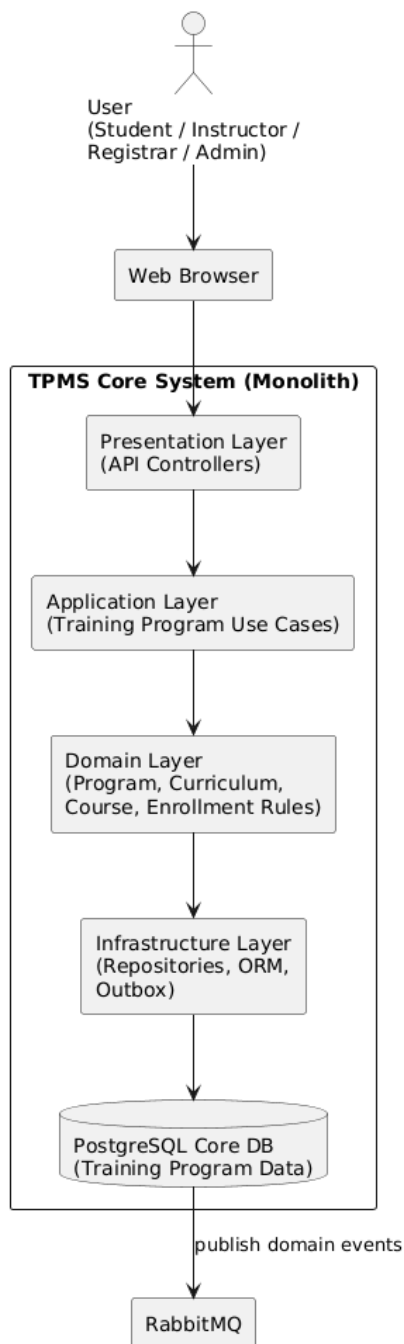 User
(Student / Instructor /
Registrar / Admin)
Web Browser
TPMS Core System (Monolith)
Presentation Layer
(API Controllers)
Application Layer
(Training Program Use Cases)
Domain Layer
(Program, Curriculum,
Course, Enrollment Rules)
Infrastructure Layer
(Repositories, ORM,
Outbox)
PostgreSQL Core DB
(Training Program Data)
publish domain events
RabbitMQ